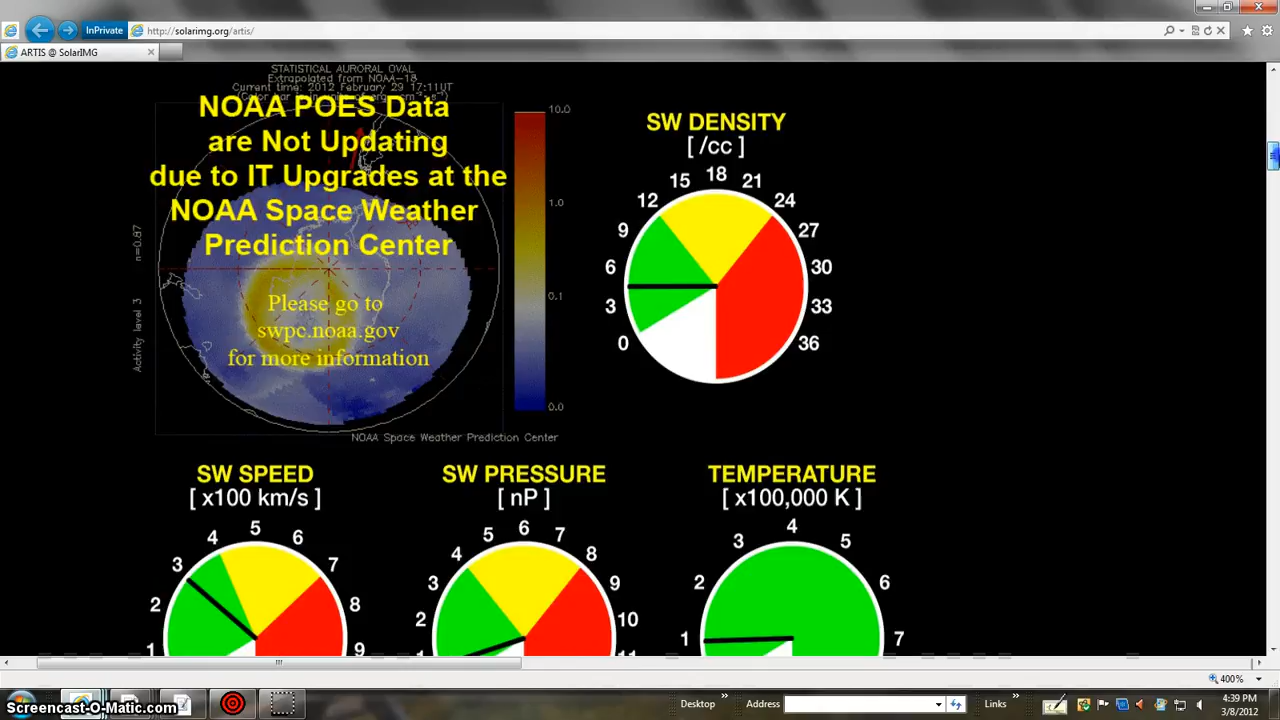 InPrivate
http://solarimg.org/artis/
ARTIS @ SolarIMG
STATISTICAL AURORAL OVAL
Extrapolated from NOAA-18
Current time: 2012 February 29 17:11UT
NOAA POES Data
are Not Updating
due to IT Upgrades at the
NOAA Space Weather
Prediction Center
Please go to
swpc.noaa.gov
for more information
n=0.87
Activity level 3
10.0
1.0
0.1
0.0
NOAA Space Weather Prediction Center
SW DENSITY
[ /cc ]
0
3
6
9
12
15
18
21
24
27
30
33
36
SW SPEED
[ x100 km/s ]
1
2
3
4
5
6
7
8
9
SW PRESSURE
[ nP ]
2
3
4
5
6
7
8
9
10
TEMPERATURE
[ x100,000 K ]
1
2
3
4
5
6
7
400%
Screencast-O-Matic.com
Desktop
Address
Links
4:39 PM
3/8/2012